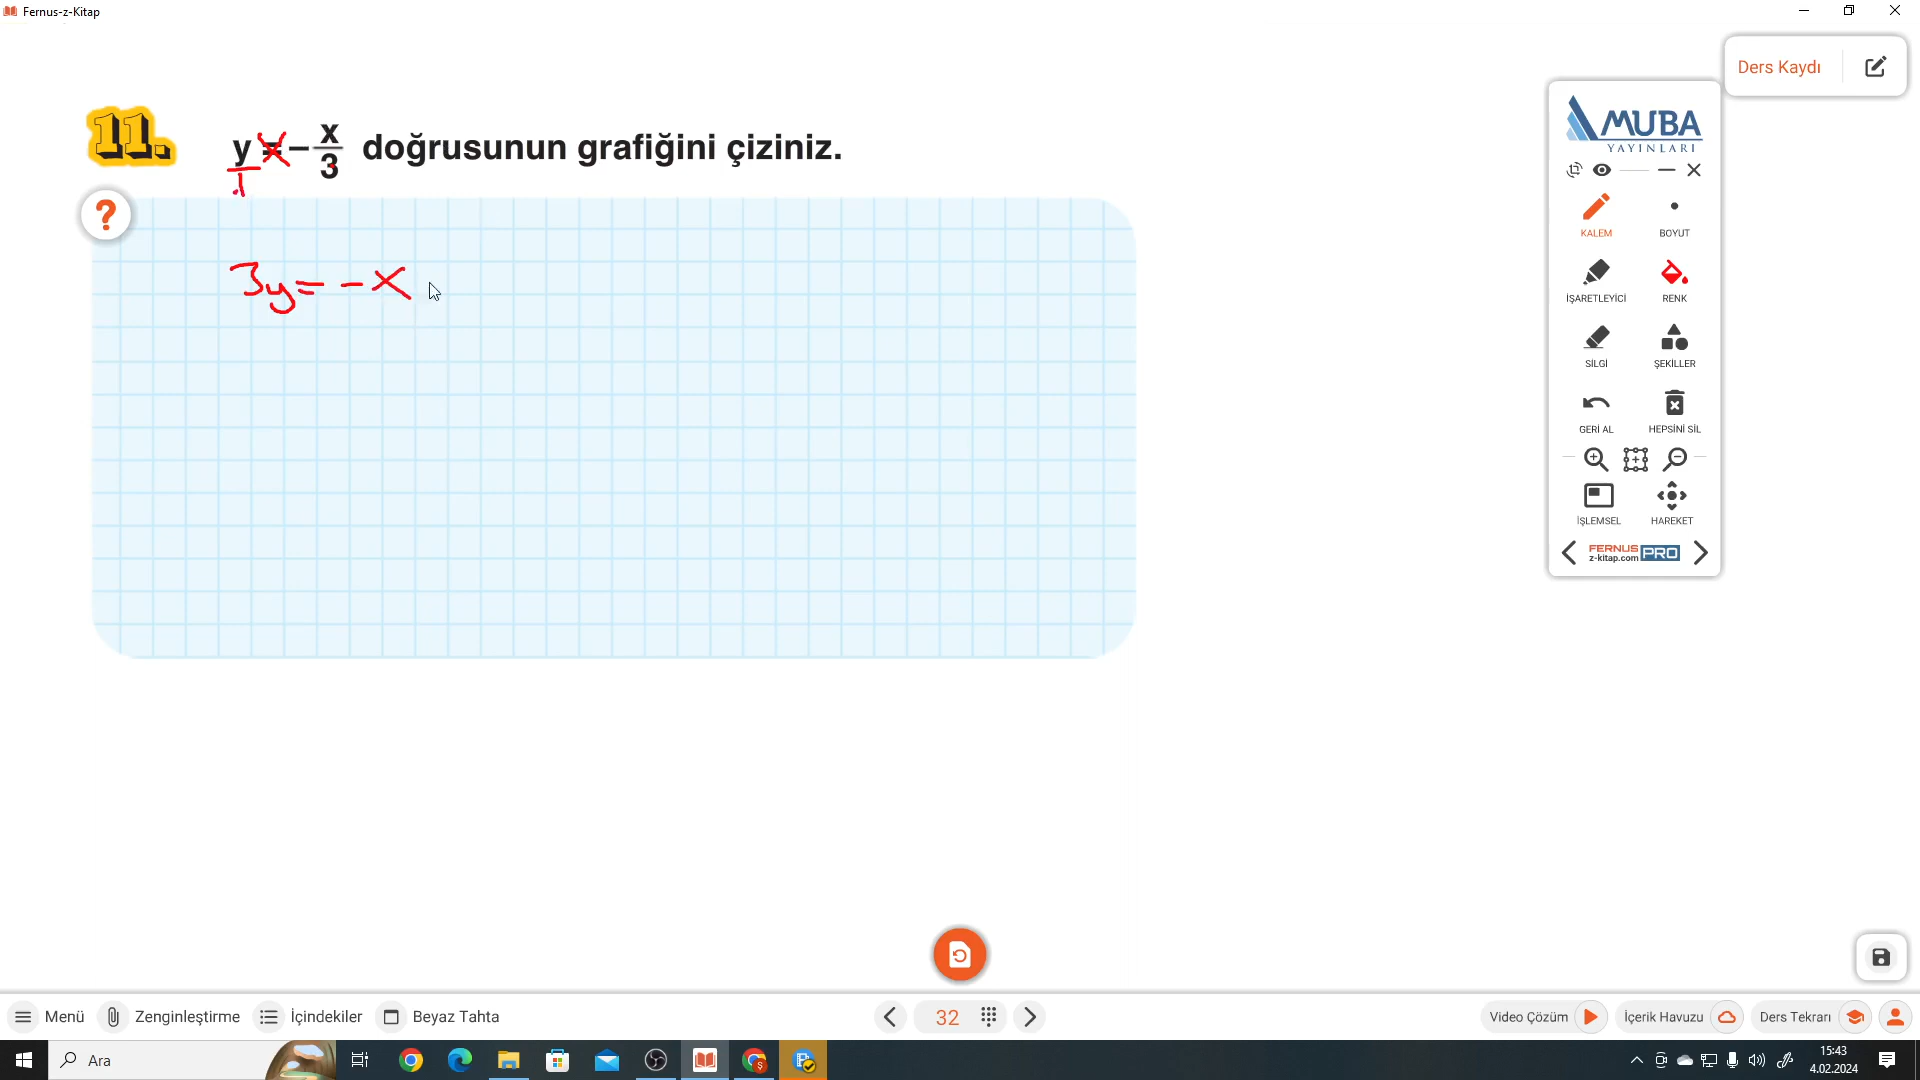 Fernus-z-Kitap
Ders Kaydı
11.
y = - x/3 doğrusunun grafiğini çiziniz.
1
?
3y = - x
MUBA
YAYINLARI
KALEM
BOYUT
İŞARETLEYİCİ
RENK
SİLGİ
ŞEKİLLER
GERİ AL
HEPSİNİ SİL
İŞLEMSEL
HAREKET
FERNUS PRO
z-kitap.com
Menü
Zenginleştirme
İçindekiler
Beyaz Tahta
32
Video Çözüm
İçerik Havuzu
Ders Tekrarı
Ara
15:43
4.02.2024